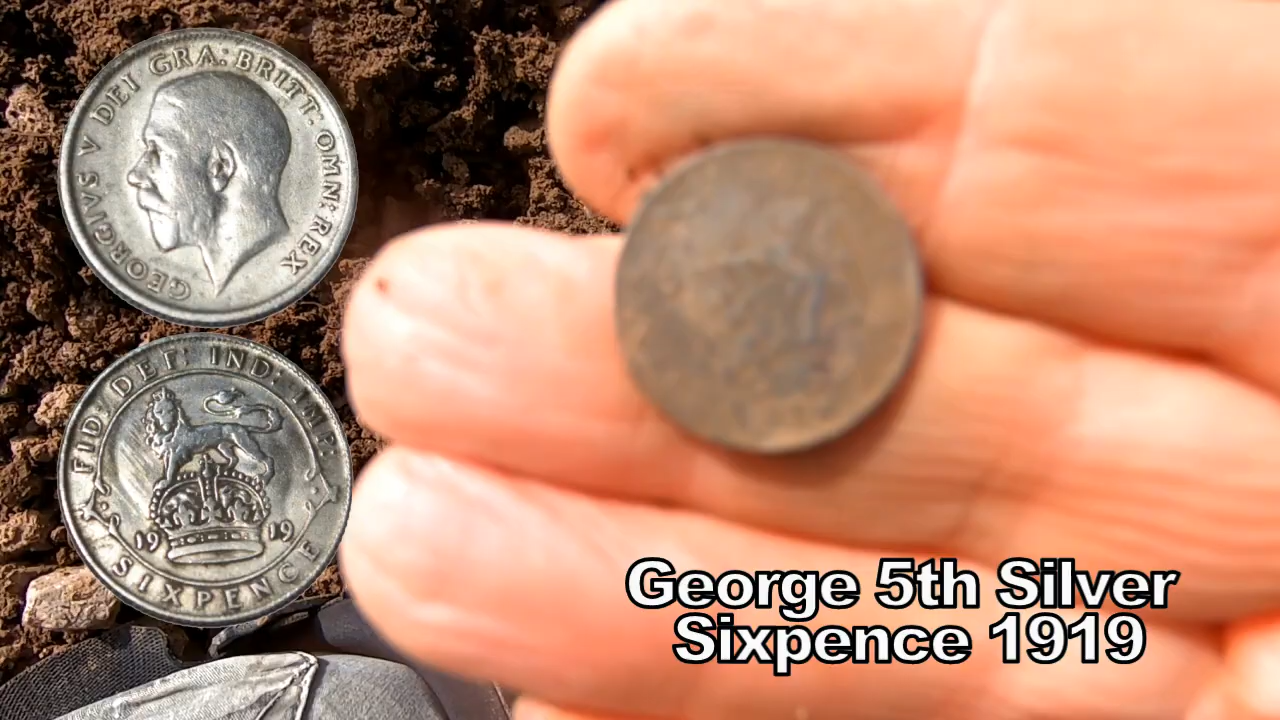 GEORGIVS V DEI GRA: BRITT: OMN: REX
FID: DEF: IND: IMP:
19 19
SIXPENCE
George 5th Silver
Sixpence 1919